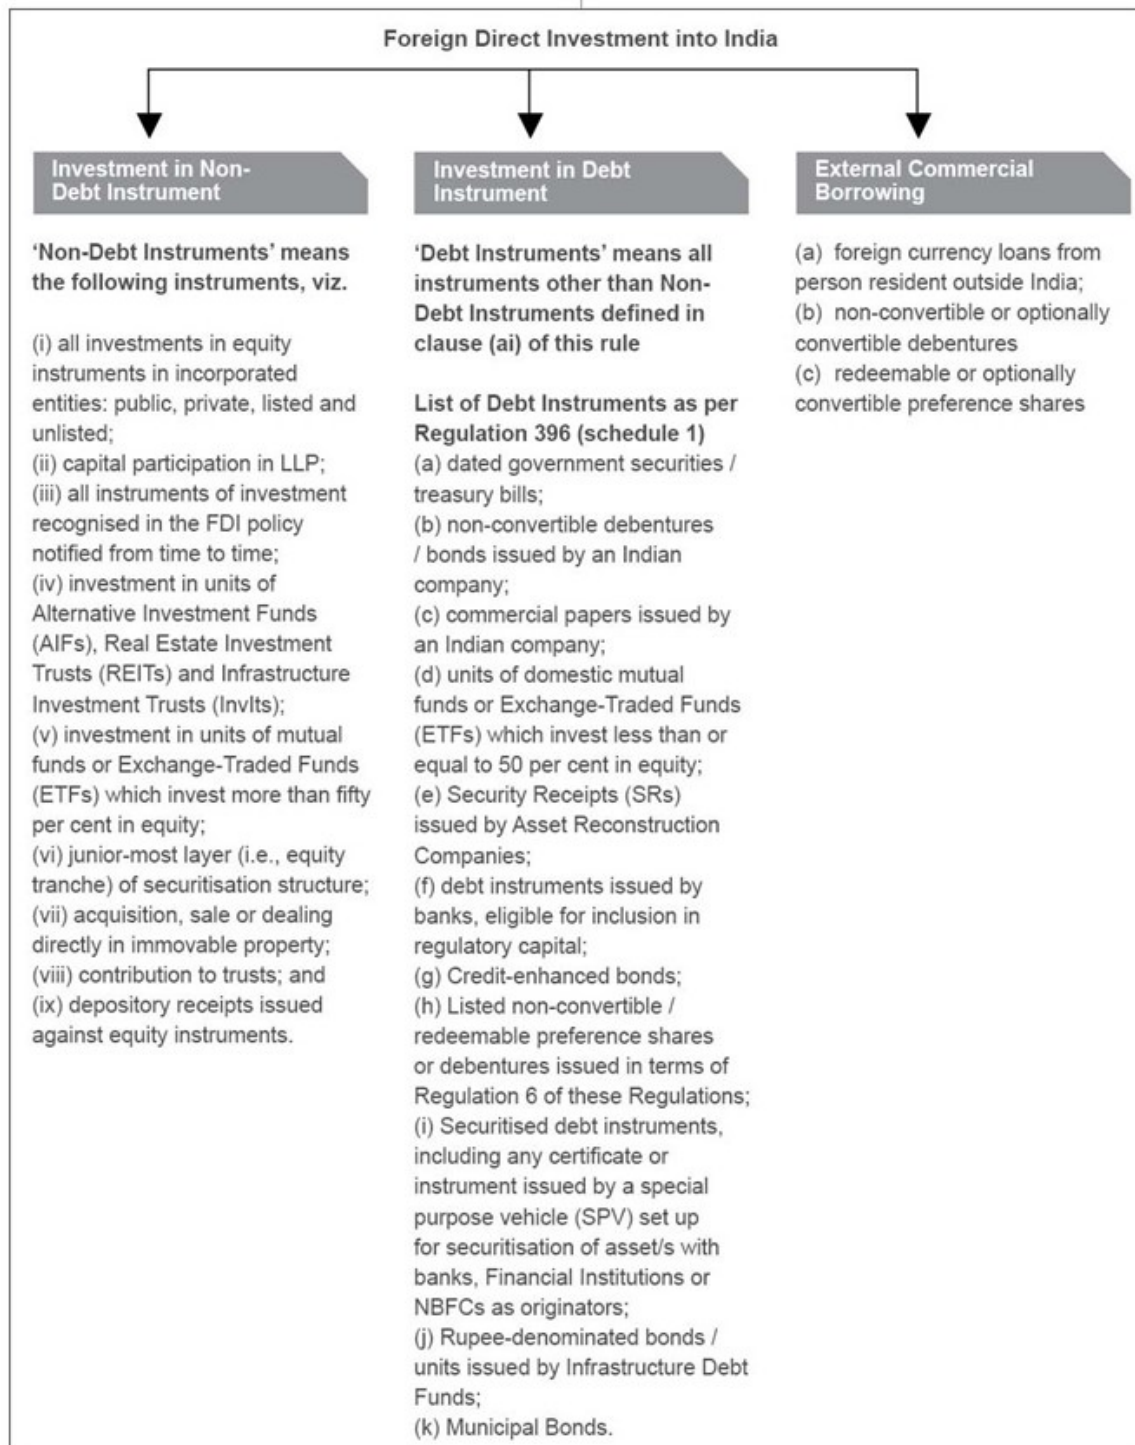 Foreign Direct Investment into India
Investment in Non-
Debt Instrument
‘Non-Debt Instruments’ means
the following instruments, viz.
(i) all investments in equity
instruments in incorporated
entities: public, private, listed and
unlisted;
(ii) capital participation in LLP;
(iii) all instruments of investment
recognised in the FDI policy
notified from time to time;
(iv) investment in units of
Alternative Investment Funds
(AIFs), Real Estate Investment
Trusts (REITs) and Infrastructure
Investment Trusts (InvIts);
(v) investment in units of mutual
funds or Exchange-Traded Funds
(ETFs) which invest more than fifty
per cent in equity;
(vi) junior-most layer (i.e., equity
tranche) of securitisation structure;
(vii) acquisition, sale or dealing
directly in immovable property;
(viii) contribution to trusts; and
(ix) depository receipts issued
against equity instruments.
Investment in Debt
Instrument
‘Debt Instruments’ means all
instruments other than Non-
Debt Instruments defined in
clause (ai) of this rule
List of Debt Instruments as per
Regulation 396 (schedule 1)
(a) dated government securities /
treasury bills;
(b) non-convertible debentures
/ bonds issued by an Indian
company;
(c) commercial papers issued by
an Indian company;
(d) units of domestic mutual
funds or Exchange-Traded Funds
(ETFs) which invest less than or
equal to 50 per cent in equity;
(e) Security Receipts (SRs)
issued by Asset Reconstruction
Companies;
(f) debt instruments issued by
banks, eligible for inclusion in
regulatory capital;
(g) Credit-enhanced bonds;
(h) Listed non-convertible /
redeemable preference shares
or debentures issued in terms of
Regulation 6 of these Regulations;
(i) Securitised debt instruments,
including any certificate or
instrument issued by a special
purpose vehicle (SPV) set up
for securitisation of asset/s with
banks, Financial Institutions or
NBFCs as originators;
(j) Rupee-denominated bonds /
units issued by Infrastructure Debt
Funds;
(k) Municipal Bonds.
External Commercial
Borrowing
(a) foreign currency loans from
person resident outside India;
(b) non-convertible or optionally
convertible debentures
(c) redeemable or optionally
convertible preference shares